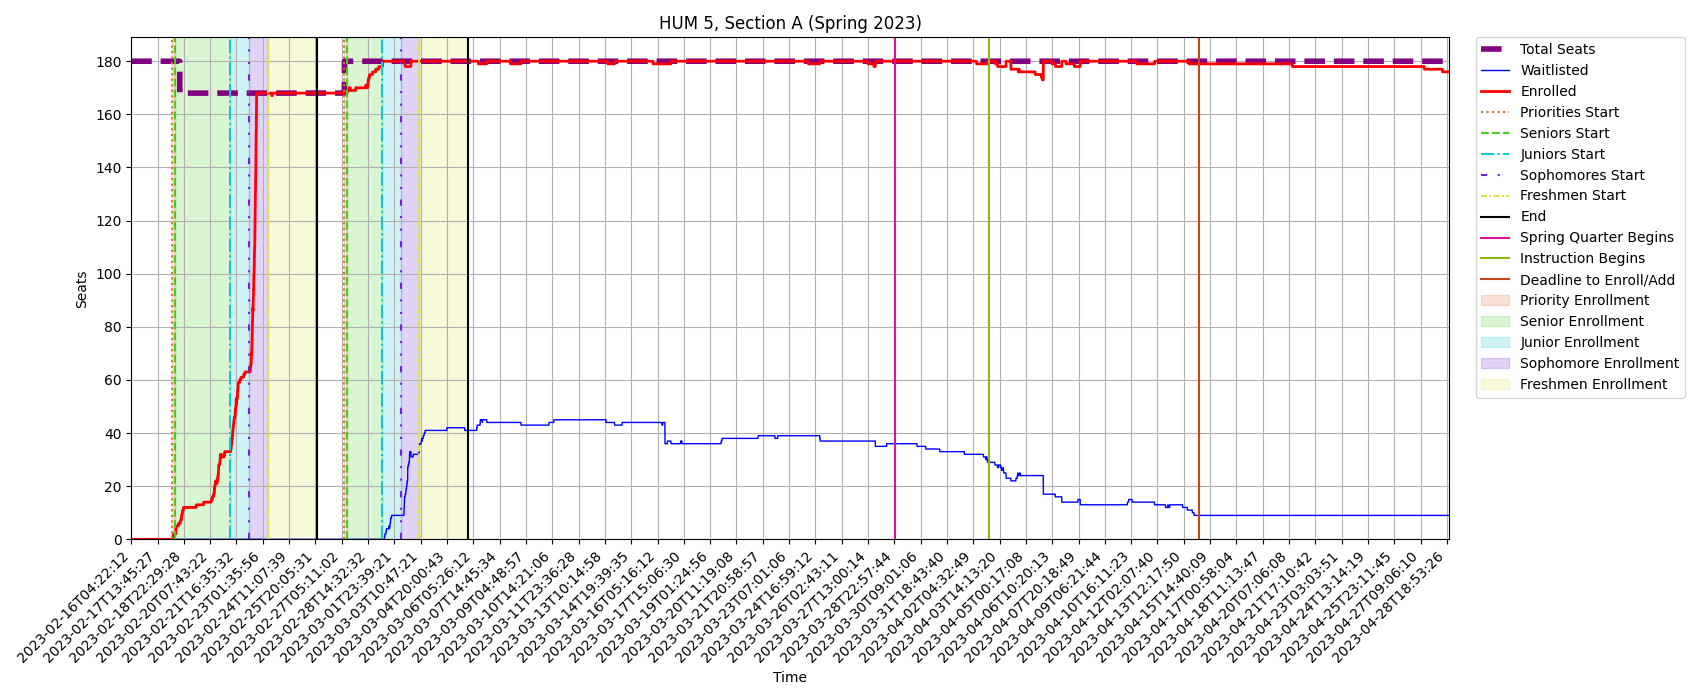 HUM 5, Section A (Spring 2023)
Seats
180
160
140
120
100
80
60
40
20
0
2023-02-16T04:22:12
2023-02-17T13:45:27
2023-02-18T22:29:28
2023-02-20T07:43:22
2023-02-21T16:35:32
2023-02-23T01:35:56
2023-02-24T11:07:39
2023-02-25T20:05:31
2023-02-27T05:11:02
2023-02-28T14:32:32
2023-03-01T23:39:21
2023-03-03T10:47:21
2023-03-04T20:00:43
2023-03-06T05:26:12
2023-03-07T14:45:34
2023-03-09T04:48:57
2023-03-10T14:21:06
2023-03-11T23:36:28
2023-03-13T10:14:58
2023-03-14T19:39:35
2023-03-16T05:16:12
2023-03-17T15:06:30
2023-03-19T01:24:56
2023-03-20T11:19:08
2023-03-21T20:58:57
2023-03-23T07:01:06
2023-03-24T16:59:12
2023-03-26T02:43:11
2023-03-27T13:00:14
2023-03-28T22:57:44
2023-03-30T09:01:06
2023-03-31T18:43:40
2023-04-02T04:32:49
2023-04-03T14:13:20
2023-04-05T00:17:08
2023-04-06T10:20:13
2023-04-07T20:18:49
2023-04-09T06:21:44
2023-04-10T16:11:23
2023-04-12T02:07:40
2023-04-13T12:17:50
2023-04-15T14:40:09
2023-04-17T00:58:04
2023-04-18T11:13:47
2023-04-20T07:06:08
2023-04-21T17:10:42
2023-04-23T03:03:51
2023-04-24T13:14:19
2023-04-25T23:11:45
2023-04-27T09:06:10
2023-04-28T18:53:26
Time
Total Seats
Waitlisted
Enrolled
Priorities Start
Seniors Start
Juniors Start
Sophomores Start
Freshmen Start
End
Spring Quarter Begins
Instruction Begins
Deadline to Enroll/Add
Priority Enrollment
Senior Enrollment
Junior Enrollment
Sophomore Enrollment
Freshmen Enrollment